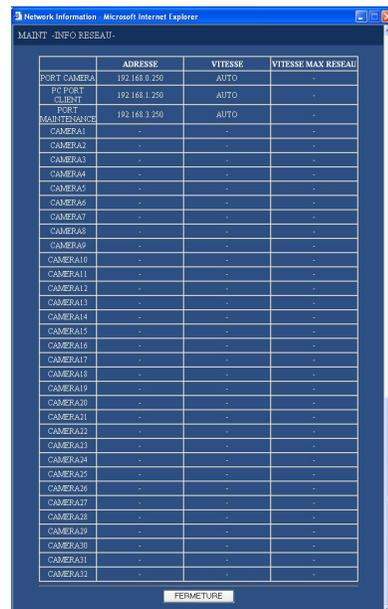 Network Information - Microsoft Internet Explorer
MAINT -INFO RESEAU-
ADRESSE VITESSE VITESSE MAX RESEAU
PORT CAMERA 192.168.0.250 AUTO -
PC PORT
CLIENT 192.168.1.250 AUTO -
PORT
MAINTENANCE 192.168.3.250 AUTO -
CAMERA1 - - -
CAMERA2 - - -
CAMERA3 - - -
CAMERA4 - - -
CAMERA5 - - -
CAMERA6 - - -
CAMERA7 - - -
CAMERA8 - - -
CAMERA9 - - -
CAMERA10 - - -
CAMERA11 - - -
CAMERA12 - - -
CAMERA13 - - -
CAMERA14 - - -
CAMERA15 - - -
CAMERA16 - - -
CAMERA17 - - -
CAMERA18 - - -
CAMERA19 - - -
CAMERA20 - - -
CAMERA21 - - -
CAMERA22 - - -
CAMERA23 - - -
CAMERA24 - - -
CAMERA25 - - -
CAMERA26 - - -
CAMERA27 - - -
CAMERA28 - - -
CAMERA29 - - -
CAMERA30 - - -
CAMERA31 - - -
CAMERA32 - - -
FERMETURE